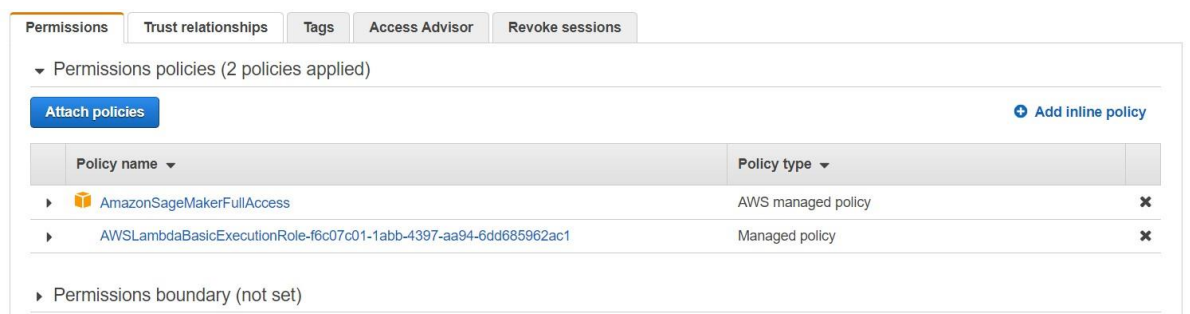 Permissions Trust relationships Tags Access Advisor Revoke sessions
Permissions policies (2 policies applied)
Attach policies Add inline policy
Policy name Policy type
AmazonSageMakerFullAccess AWS managed policy
AWSLambdaBasicExecutionRole-f6c07c01-1abb-4397-aa94-6dd685962ac1 Managed policy
Permissions boundary (not set)